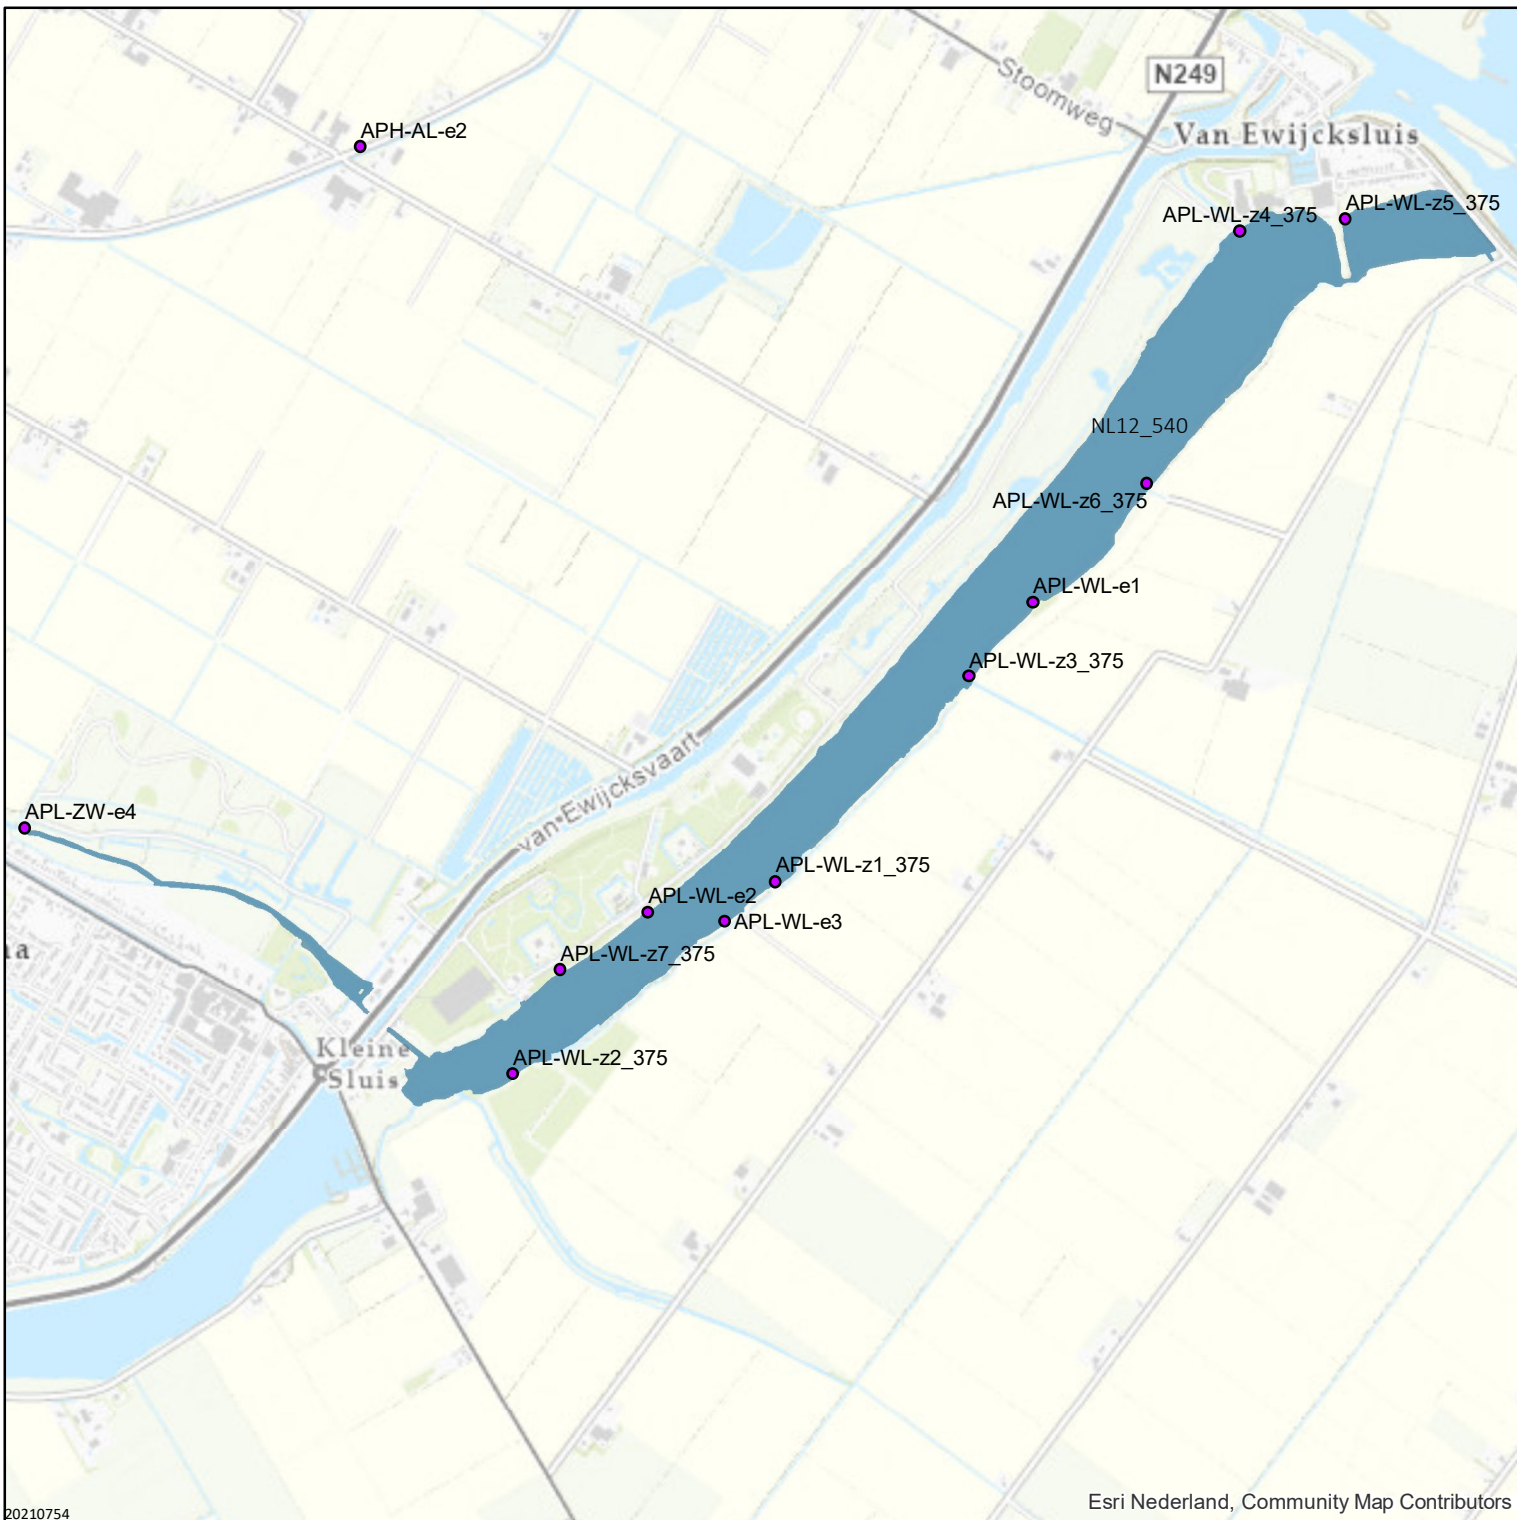 N249
Stoomweg
APH-AL-e2
Van Ewijcksluis
APL-WL-z4_375
APL-WL-z5_375
NL12_540
APL-WL-z6_375
APL-WL-e1
APL-WL-z3_375
van-Ewijcksvaart
APL-ZW-e4
APL-WL-z1_375
APL-WL-e2
APL-WL-e3
na
APL-WL-z7_375
Kleine
Sluis
APL-WL-z2_375
Esri Nederland, Community Map Contributors
20210754